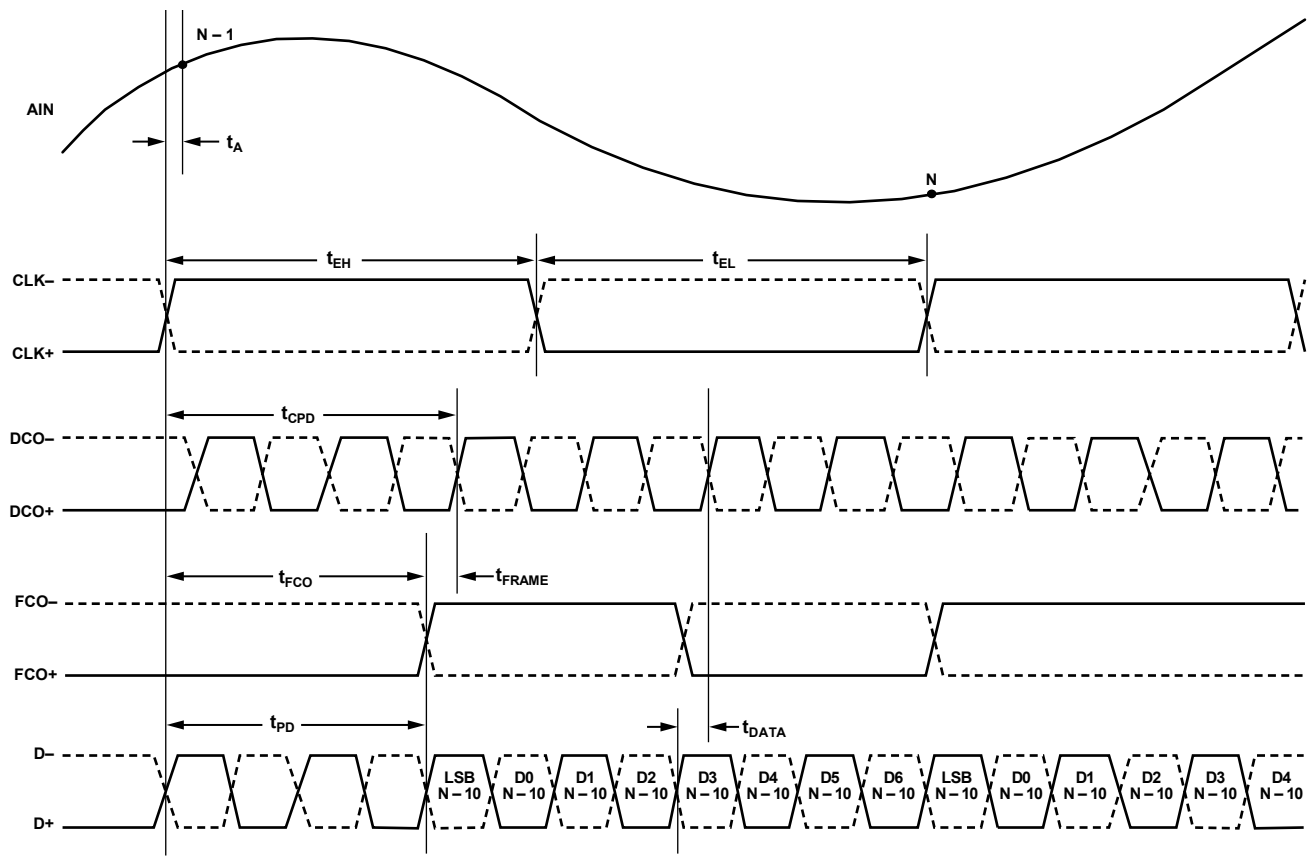 N – 1
AIN
tA
N
tEH
tEL
CLK–
CLK+
tCPD
DCO–
DCO+
tFCO
tFRAME
FCO–
FCO+
tPD
tDATA
D–
D+
LSB N – 10
D0 N – 10
D1 N – 10
D2 N – 10
D3 N – 10
D4 N – 10
D5 N – 10
D6 N – 10
LSB N – 10
D0 N – 10
D1 N – 10
D2 N – 10
D3 N – 10
D4 N – 10